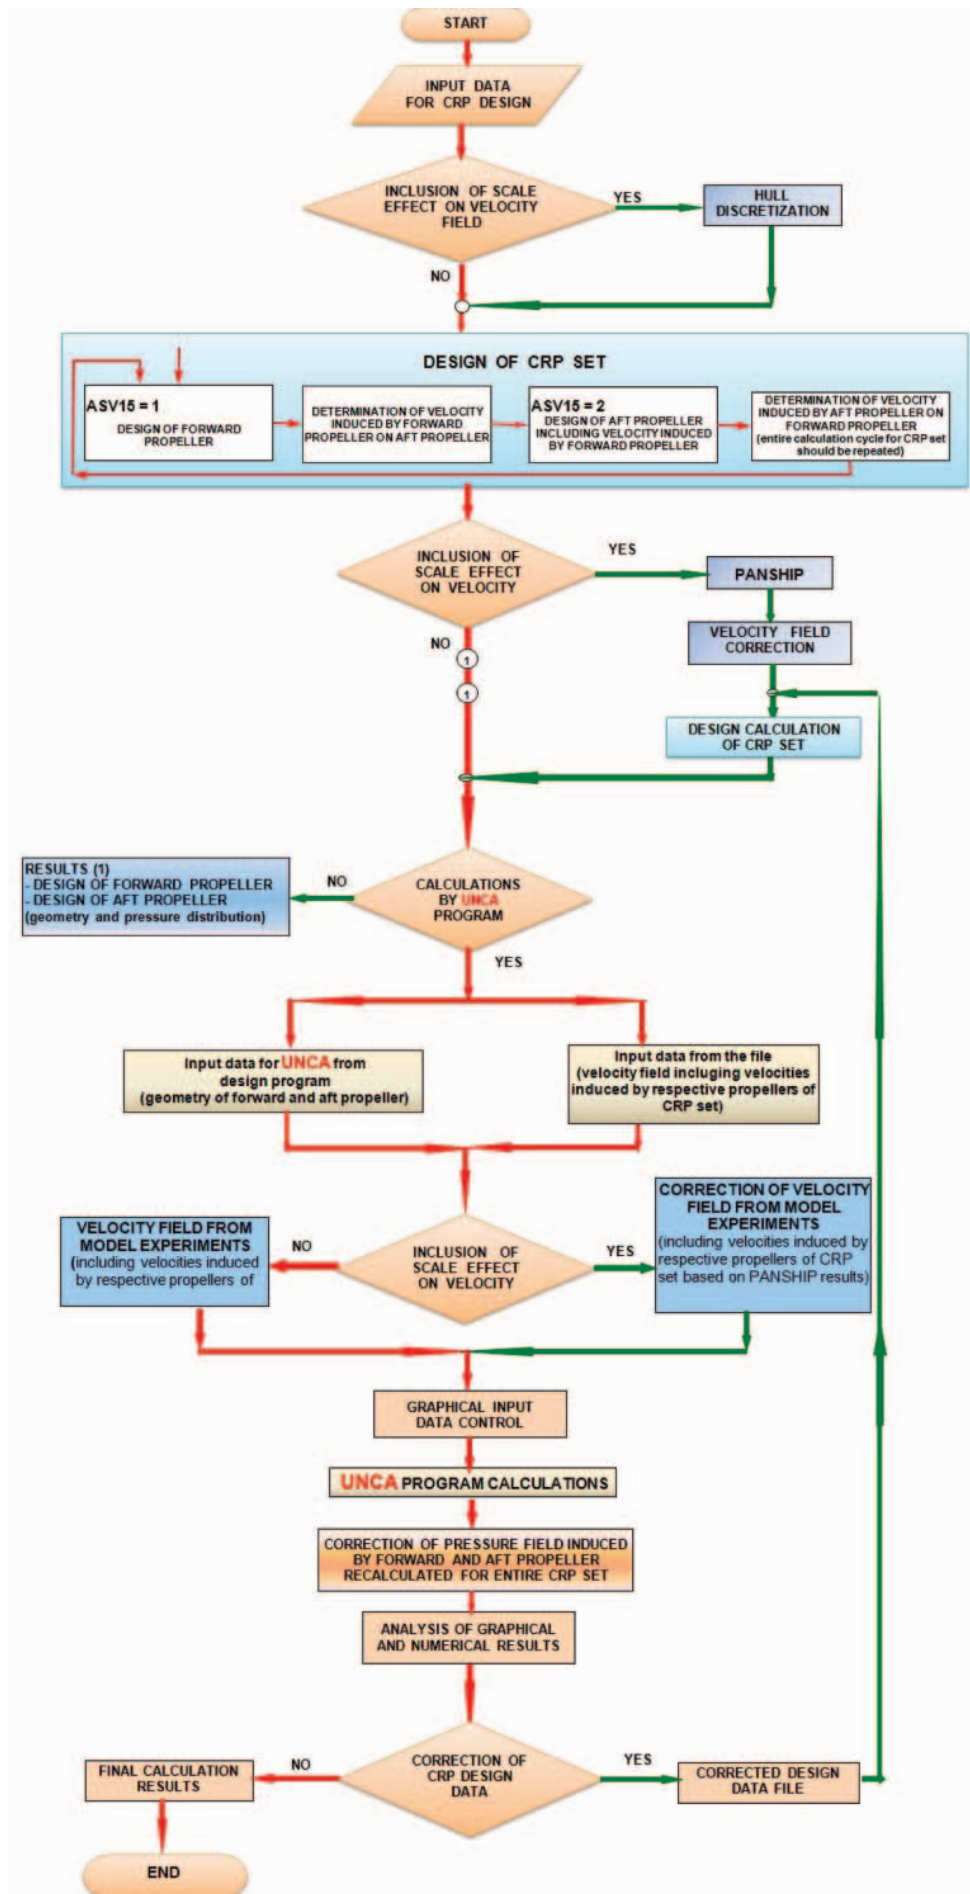 START
INPUT DATA
FOR CRP DESIGN
INCLUSION OF SCALE
EFFECT ON VELOCITY
FIELD
YES
HULL
DISCRETIZATION
NO
DESIGN OF CRP SET
ASV15 = 1
DESIGN OF FORWARD
PROPELLER
DETERMINATION OF VELOCITY
INDUCED BY FORWARD
PROPELLER ON AFT PROPELLER
ASV15 = 2
DESIGN OF AFT PROPELLER
INCLUDING VELOCITY INDUCED
BY FORWARD PROPELLER
DETERMINATION OF VELOCITY
INDUCED BY AFT PROPELLER ON
FORWARD PROPELLER
(entire calculation cycle for CRP set
should be repeated)
INCLUSION OF
SCALE EFFECT
ON VELOCITY
YES
PANSHIP
VELOCITY FIELD
CORRECTION
NO
1
1
DESIGN CALCULATION
OF CRP SET
CALCULATIONS
BY UNCA
PROGRAM
NO
RESULTS (1)
- DESIGN OF FORWARD PROPELLER
- DESIGN OF AFT PROPELLER
(geometry and pressure distribution)
YES
Input data for UNCA from
design program
(geometry of forward and aft propeller)
Input data from the file
(velocity field including velocities
induced by respective propellers of
CRP set)
INCLUSION OF
SCALE EFFECT
ON VELOCITY
NO
VELOCITY FIELD FROM
MODEL EXPERIMENTS
(including velocities induced
by respective propellers of
YES
CORRECTION OF VELOCITY
FIELD FROM MODEL
EXPERIMENTS
(including velocities induced by
respective propellers of CRP
set based on PANSHIP results)
GRAPHICAL INPUT
DATA CONTROL
UNCA PROGRAM CALCULATIONS
CORRECTION OF PRESSURE FIELD INDUCED
BY FORWARD AND AFT PROPELLER
RECALCULATED FOR ENTIRE CRP SET
ANALYSIS OF GRAPHICAL
AND NUMERICAL RESULTS
CORRECTION OF
CRP DESIGN
DATA
NO
FINAL CALCULATION
RESULTS
YES
CORRECTED DESIGN
DATA FILE
END